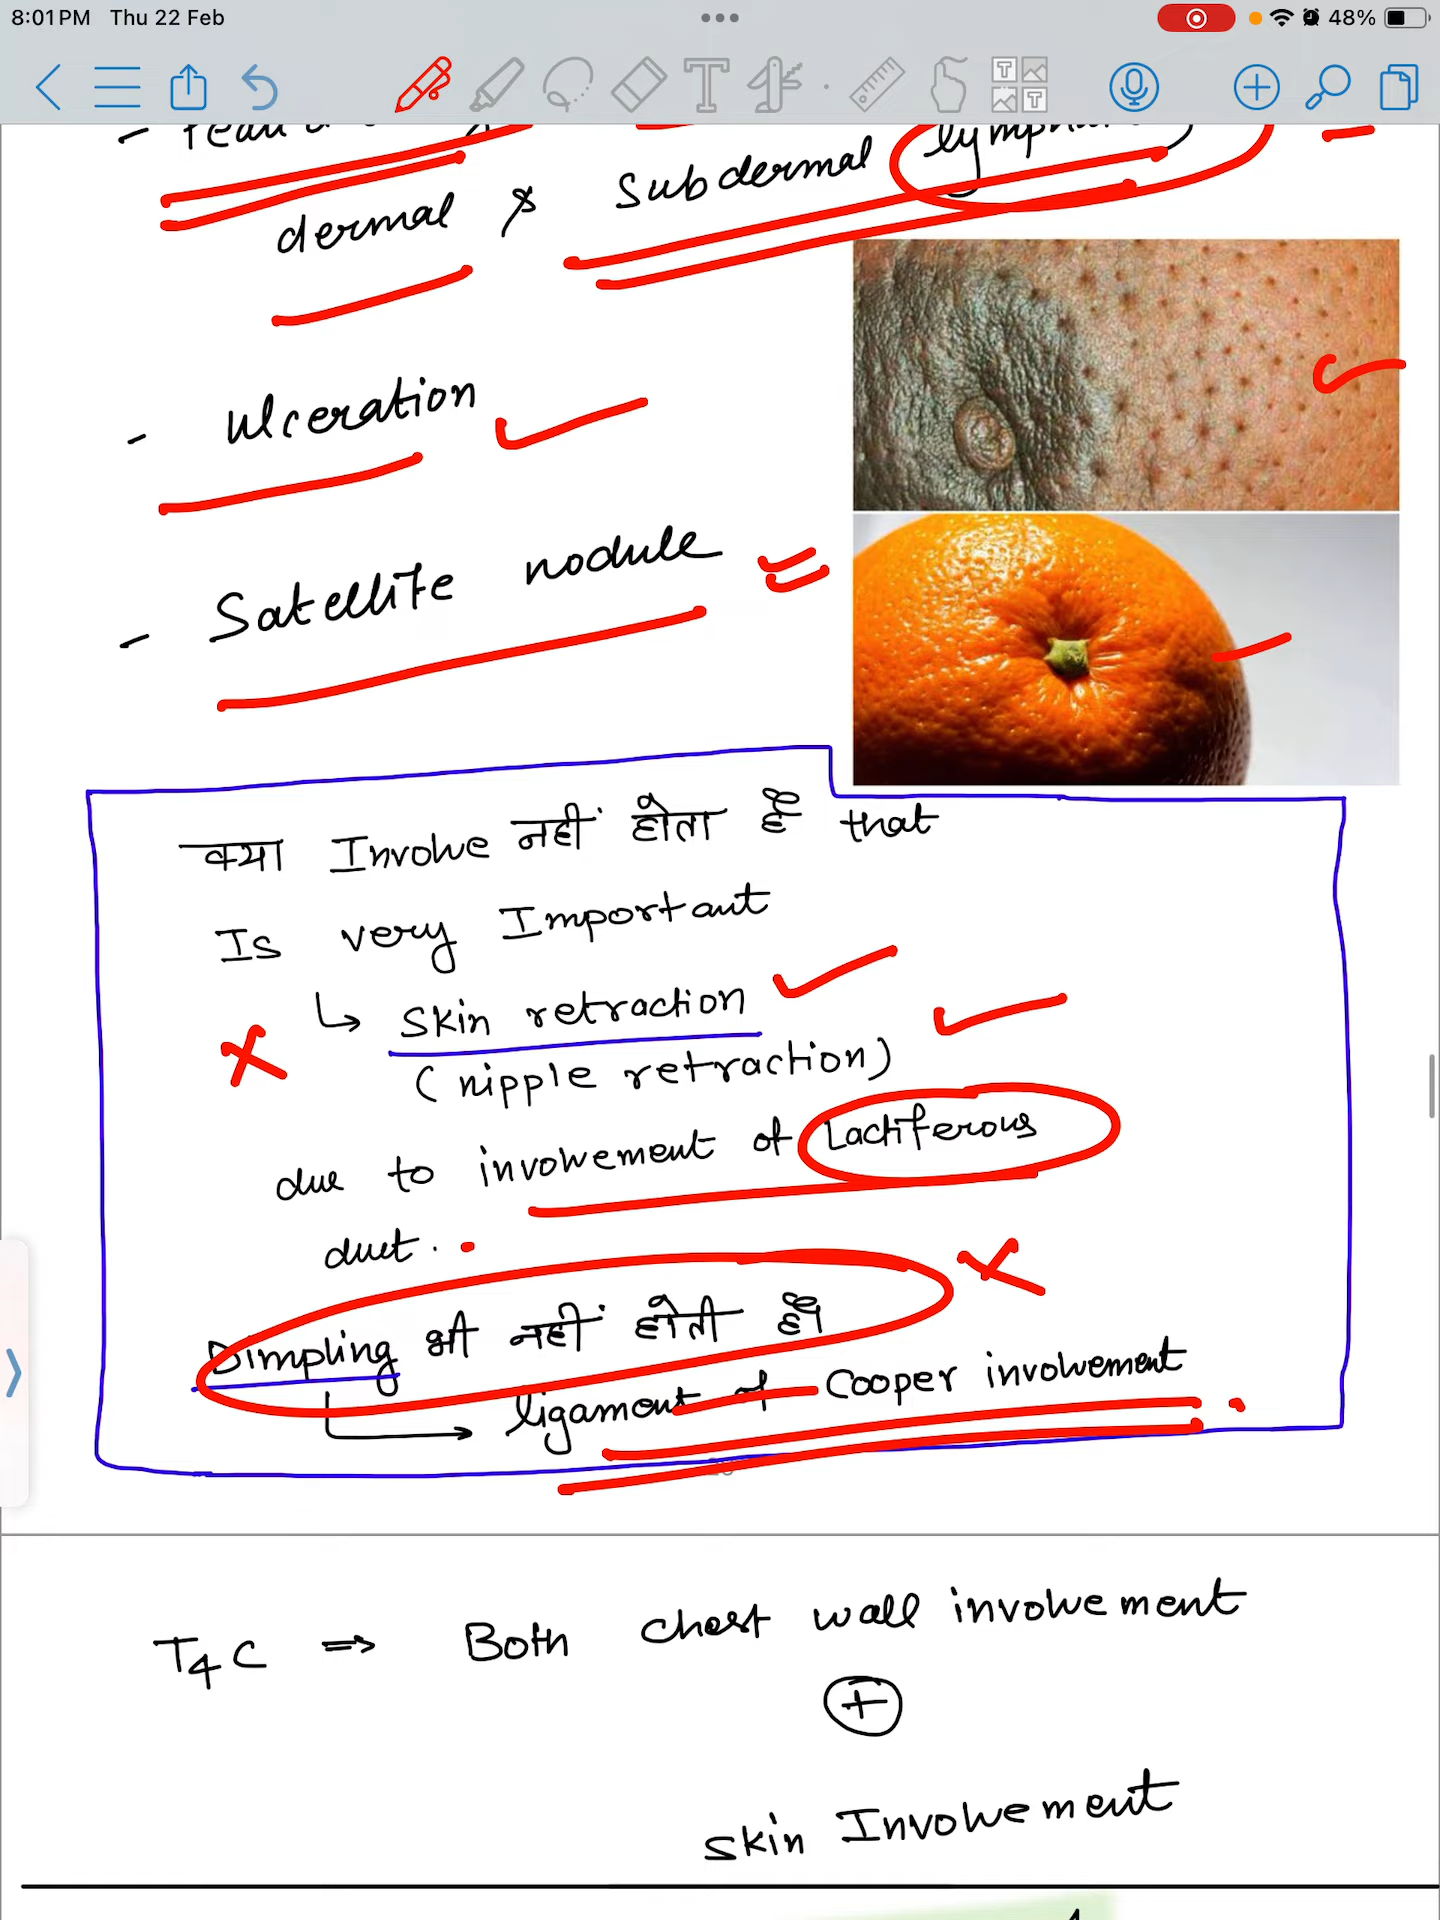 8:01 PM Thu 22 Feb
48%
lymph
dermal & Subdermal
- ulceration
- Satellite nodule
क्या Involve नहीं होता है that
Is very Important
↳ Skin retraction
(nipple retraction)
due to involvement of Lactiferous
duct.
Dimpling भी नहीं होती है।
→ ligament of Cooper involvement
T4C ⇒ Both chest wall involvement
+
skin Involvement